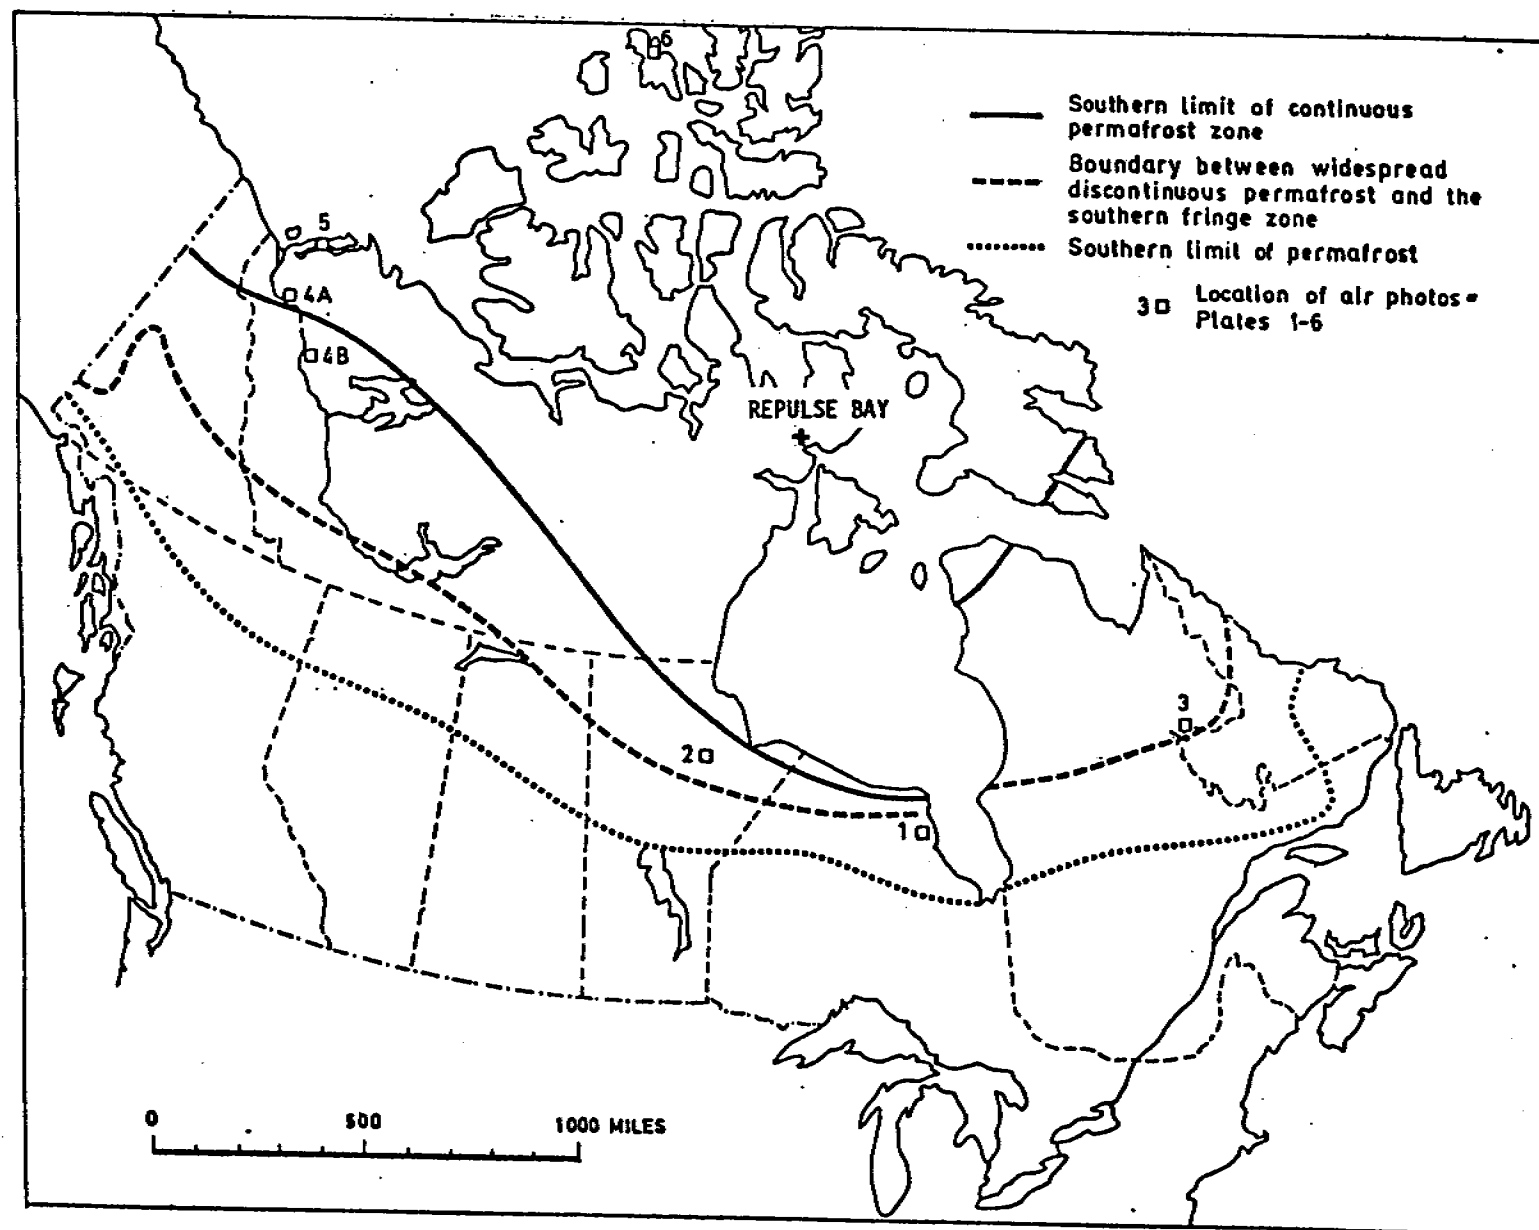 6
Southern limit of continuous
permafrost zone
Boundary between widespread
discontinuous permafrost and the
southern fringe zone
Southern limit of permafrost
3 Location of air photos-
Plates 1-6
5
4A
4B
REPULSE BAY
3
2
1
0 500 1000 MILES